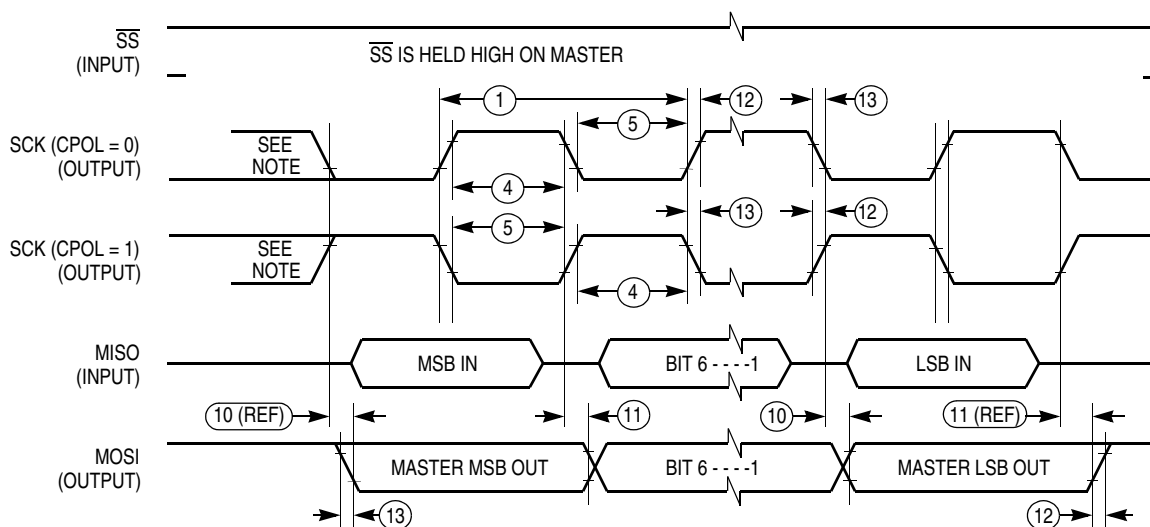 SS
(INPUT)
SS IS HELD HIGH ON MASTER
1
12
13
5
SCK (CPOL = 0)
(OUTPUT)
SEE
NOTE
4
5
13
12
SCK (CPOL = 1)
(OUTPUT)
SEE
NOTE
4
MISO
(INPUT)
MSB IN
BIT 6 - - - -1
LSB IN
10 (REF)
11
10
11 (REF)
MOSI
(OUTPUT)
MASTER MSB OUT
BIT 6 - - - -1
MASTER LSB OUT
13
12